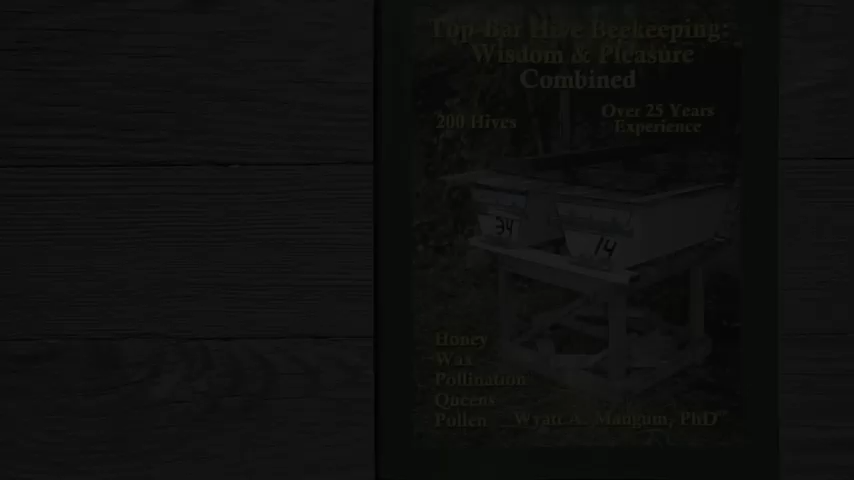 Top-Bar Hive Beekeeping:
Wisdom & Pleasure
Combined
200 Hives
Over 25 Years
Experience
34
14
Honey
Wax
Pollination
Queens
Pollen
Wyatt A. Mangum, PhD